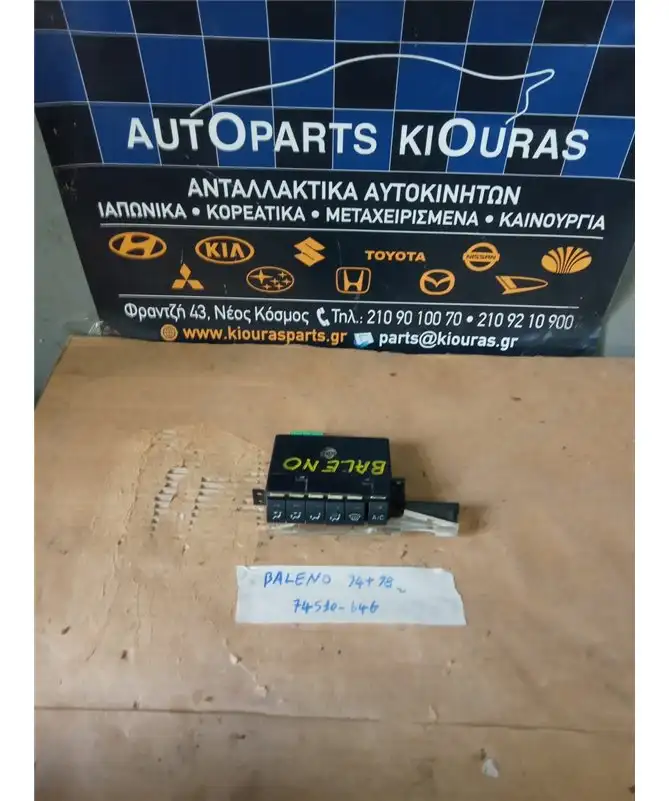 AUTOPARTS KIOURAS
ΑΝΤΑΛΛΑΚΤΙΚΑ ΑΥΤΟΚΙΝΗΤΩΝ
ΙΑΠΩΝΙΚΑ • ΚΟΡΕΑΤΙΚΑ • ΜΕΤΑΧΕΙΡΙΣΜΕΝΑ • ΚΑΙΝΟΥΡΓΙΑ
KIA TOYOTA NISSAN
Φραντζή 43, Νέος Κόσμος Τηλ.: 210 90 100 70 • 210 92 10 900
www.kiourasparts.gr parts@kiouras.gr
BALENO
A/C
BALENO 94+98
74510-64G